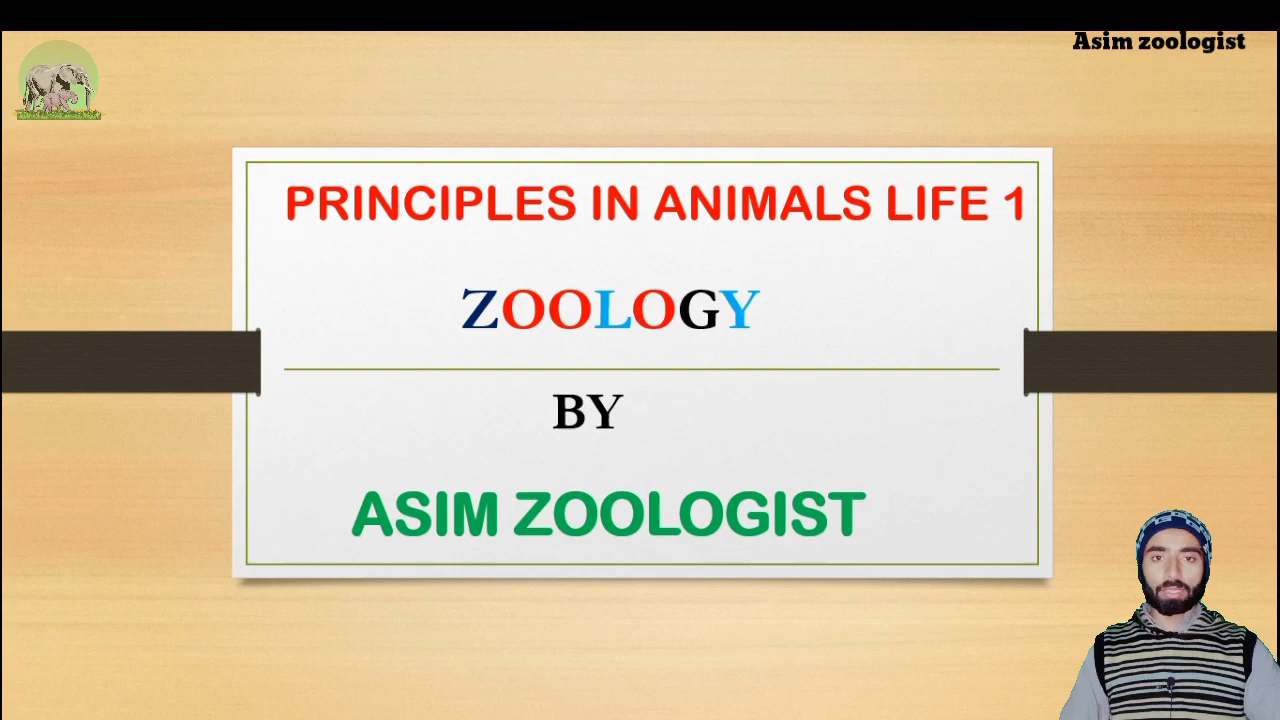 Asim zoologist
PRINCIPLES IN ANIMALS LIFE 1
ZOOLOGY
BY
ASIM ZOOLOGIST